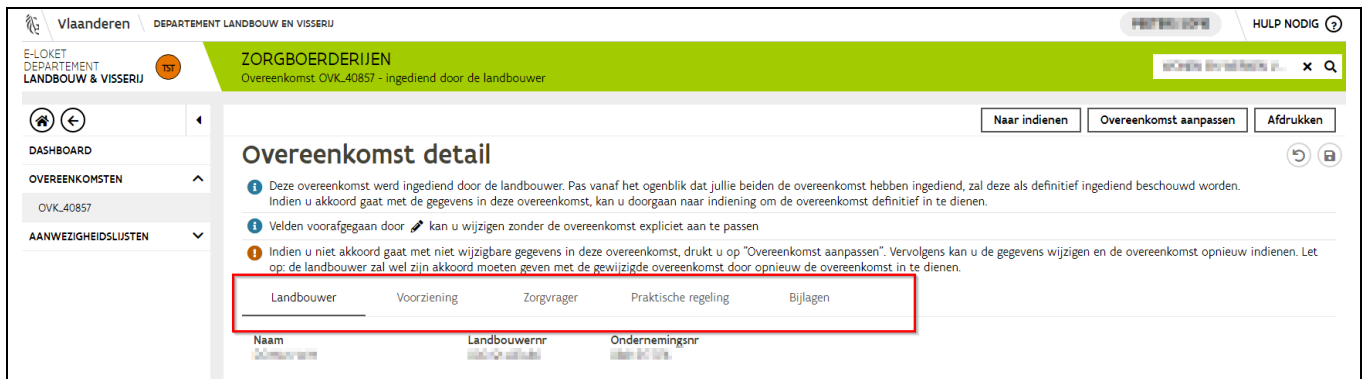 Vlaanderen
DEPARTEMENT LANDBOUW EN VISSERIJ
HULP NODIG ?
E-LOKET
DEPARTEMENT
LANDBOUW & VISSERIJ
TST
ZORGBOERDERIJEN
Overeenkomst OVK_40857 - ingediend door de landbouwer
Naar indienen
Overeenkomst aanpassen
Afdrukken
DASHBOARD
OVEREENKOMSTEN
OVK_40857
AANWEZIGHEIDSLIJSTEN
Overeenkomst detail
Deze overeenkomst werd ingediend door de landbouwer. Pas vanaf het ogenblik dat jullie beiden de overeenkomst hebben ingediend, zal deze als definitief ingediend beschouwd worden.
Indien u akkoord gaat met de gegevens in deze overeenkomst, kan u doorgaan naar indiening om de overeenkomst definitief in te dienen.
Velden voorafgegaan door kan u wijzigen zonder de overeenkomst expliciet aan te passen
Indien u niet akkoord gaat met niet wijzigbare gegevens in deze overeenkomst, drukt u op "Overeenkomst aanpassen". Vervolgens kan u de gegevens wijzigen en de overeenkomst opnieuw indienen. Let
op: de landbouwer zal wel zijn akkoord moeten geven met de gewijzigde overeenkomst door opnieuw de overeenkomst in te dienen.
Landbouwer
Voorziening
Zorgvrager
Praktische regeling
Bijlagen
Naam
Landbouwernr
Ondernemingsnr